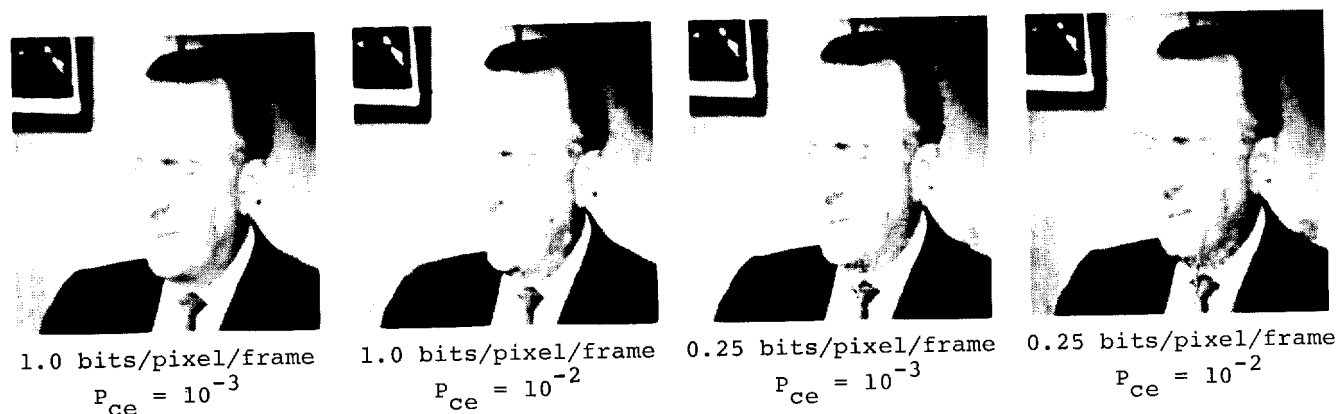 1.0 bits/pixel/frame
P_ce = 10^-3
1.0 bits/pixel/frame
P_ce = 10^-2
0.25 bits/pixel/frame
P_ce = 10^-3
0.25 bits/pixel/frame
P_ce = 10^-2